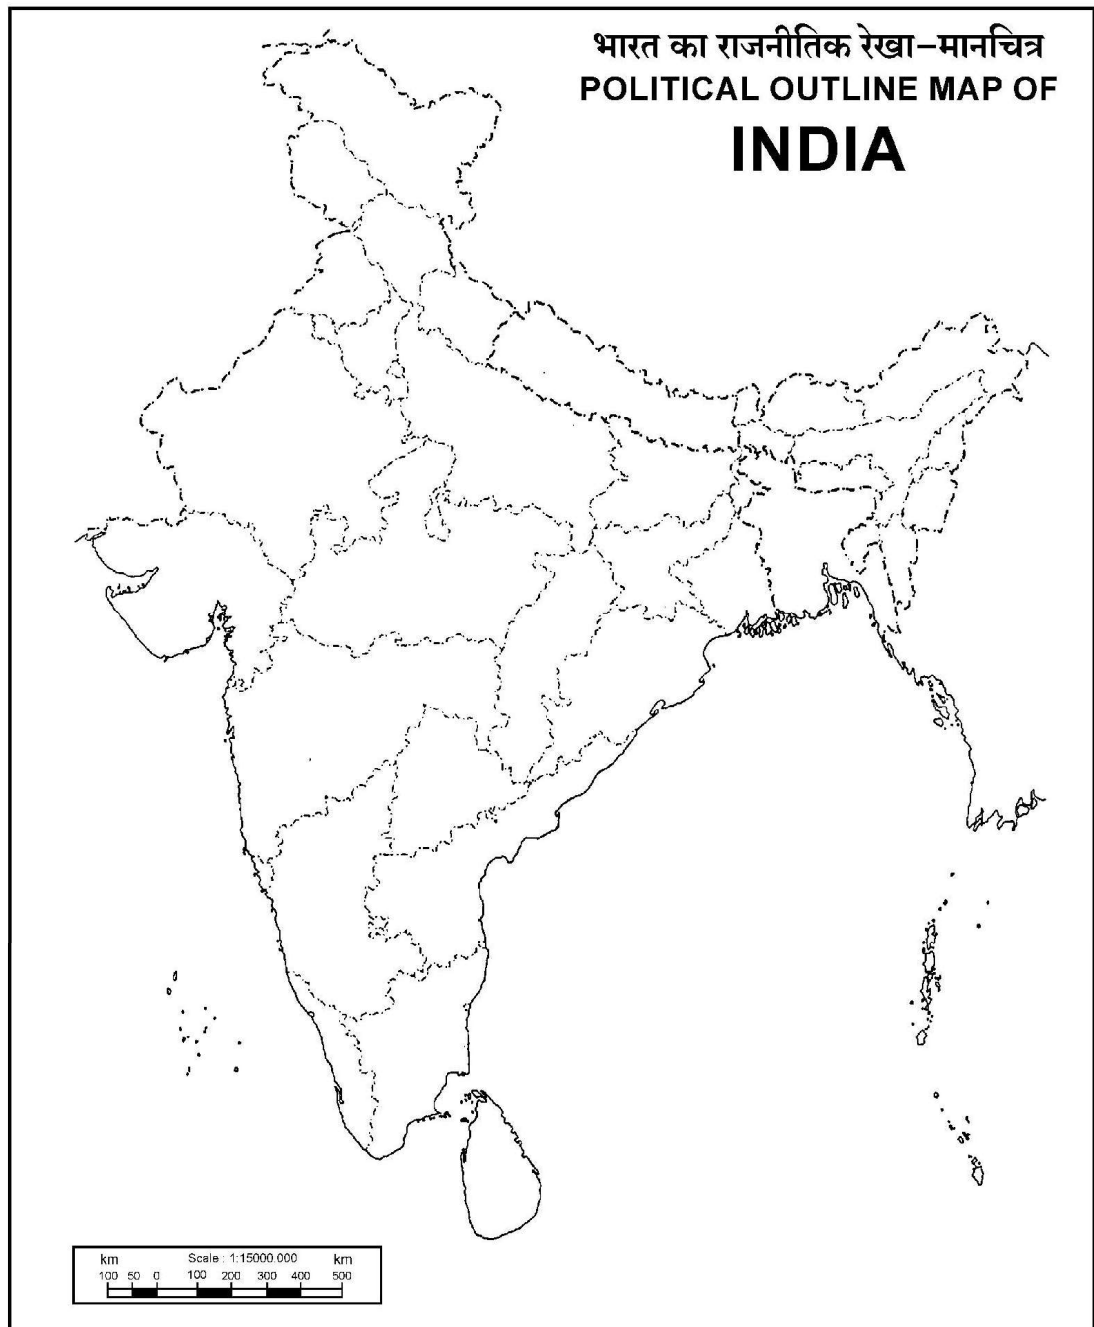 भारत का राजनीतिक रेखा–मानचित्र
POLITICAL OUTLINE MAP OF
INDIA
km Scale : 1:15000.000 km
100 50 0 100 200 300 400 500